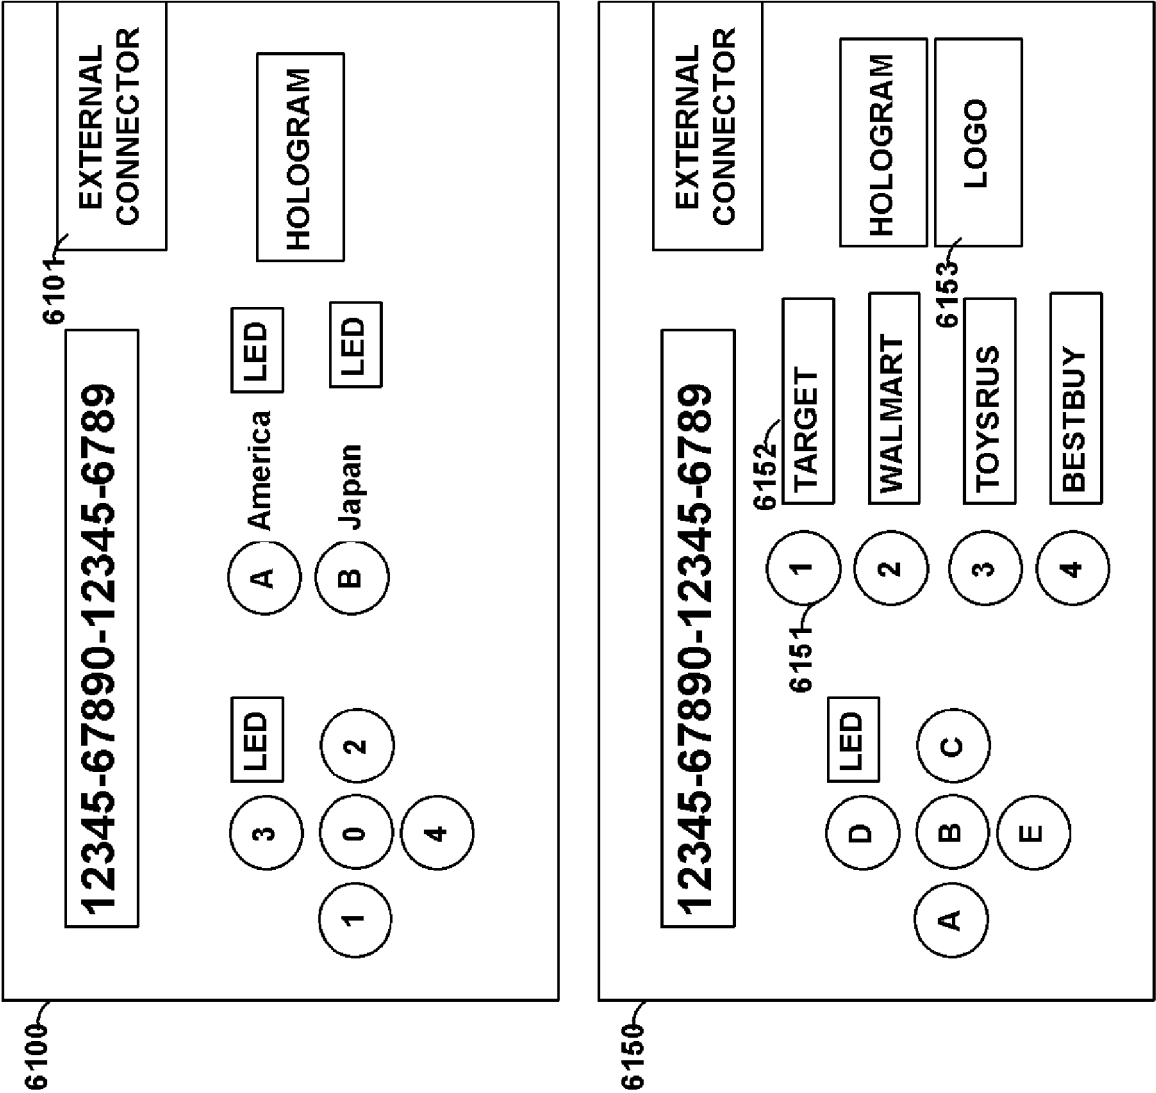 6100
12345-67890-12345-6789
6101
EXTERNAL
CONNECTOR
3
LED
A
America
LED
HOLOGRAM
1
0
2
B
Japan
LED
4
6150
12345-67890-12345-6789
EXTERNAL
CONNECTOR
6151
1
6152
TARGET
D
LED
2
WALMART
HOLOGRAM
A
B
C
3
TOYSRUS
6153
LOGO
E
4
BESTBUY